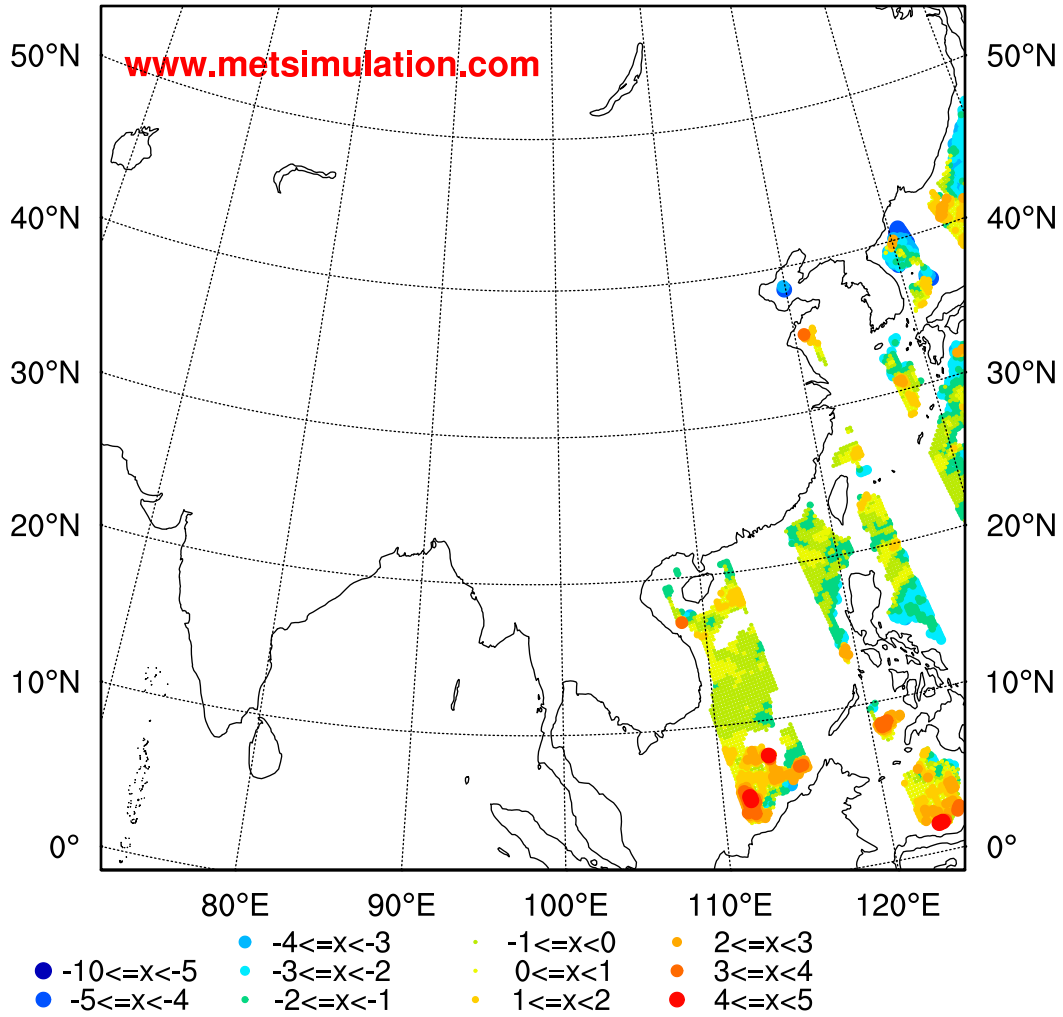 www.metsimulation.com
50°N 50°N
40°N 40°N
30°N 30°N
20°N 20°N
10°N 10°N
0° 0°
80°E 90°E 100°E 110°E 120°E
-4<=x<-3 -1<=x<0 2<=x<3
-10<=x<-5 -3<=x<-2 0<=x<1 3<=x<4
-5<=x<-4 -2<=x<-1 1<=x<2 4<=x<5